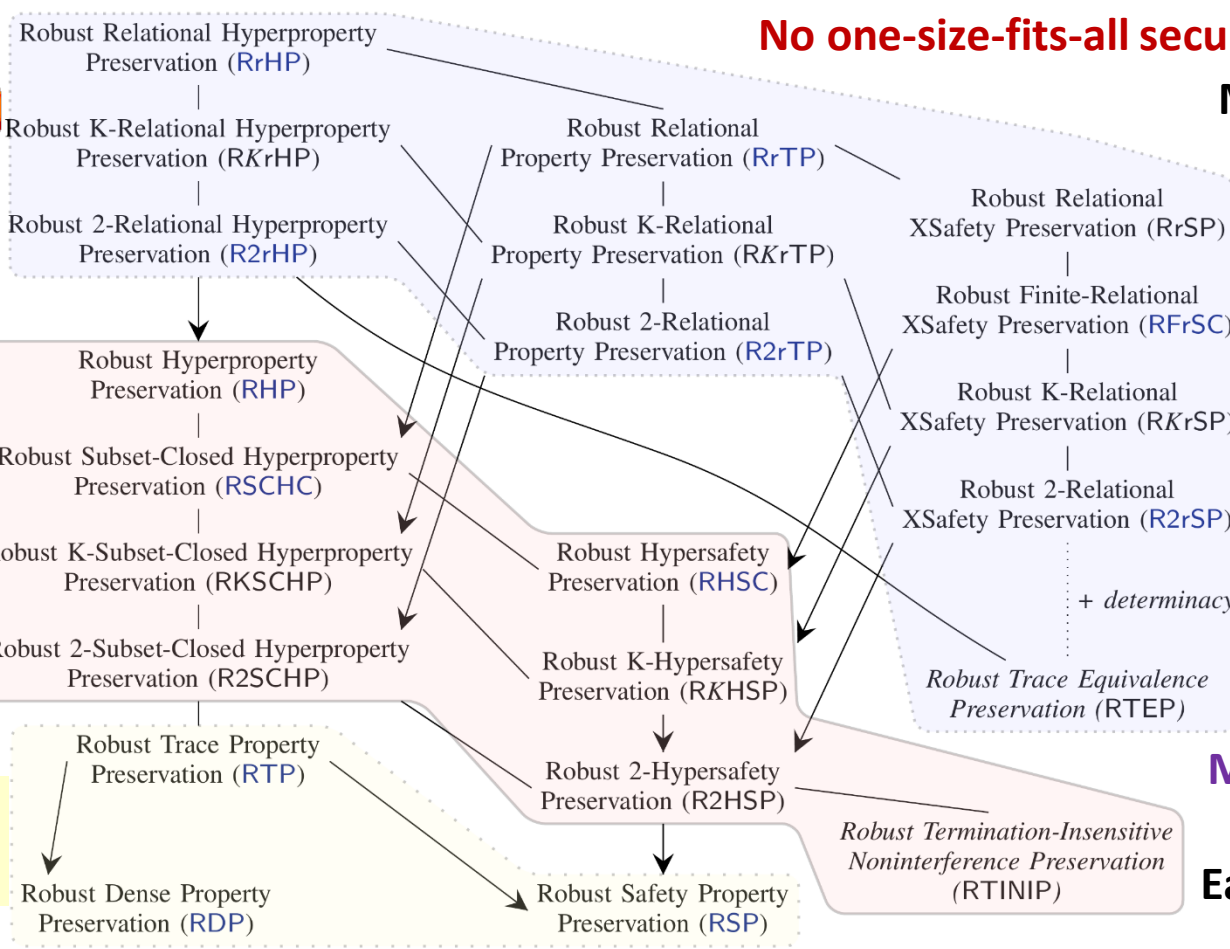 No one-size-fits-all
Robust Relational Hyperproperty
Preservation (RrHP)
Robust K-Relational Hyperproperty
Preservation (RKrHP)
Robust 2-Relational Hyperproperty
Preservation (R2rHP)
Robust Relational
Property Preservation (RrTP)
Robust K-Relational
Property Preservation (RKrTP)
Robust 2-Relational
Property Preservation (R2rTP)
Robust Relational
XSafety Preservation (RrSP)
Robust Finite-Relational
XSafety Preservation (RFrSC)
Robust K-Relational
XSafety Preservation (RKrSP)
Robust 2-Relational
XSafety Preservation (R2rSP)
+ determinacy
Robust Trace Equivalence
Preservation (RTEP)
Robust Hyperproperty
Preservation (RHP)
Robust Subset-Closed Hyperproperty
Preservation (RSCHC)
Robust K-Subset-Closed Hyperproperty
Preservation (RKSCHP)
Robust 2-Subset-Closed Hyperproperty
Preservation (R2SCHP)
Robust Hypersafety
Preservation (RHSC)
Robust K-Hypersafety
Preservation (RKHSP)
Robust 2-Hypersafety
Preservation (R2HSP)
Robust Termination-Insensitive
Noninterference Preservation
(RTINIP)
Robust Trace Property
Preservation (RTP)
Robust Dense Property
Preservation (RDP)
Robust Safety Property
Preservation (RSP)